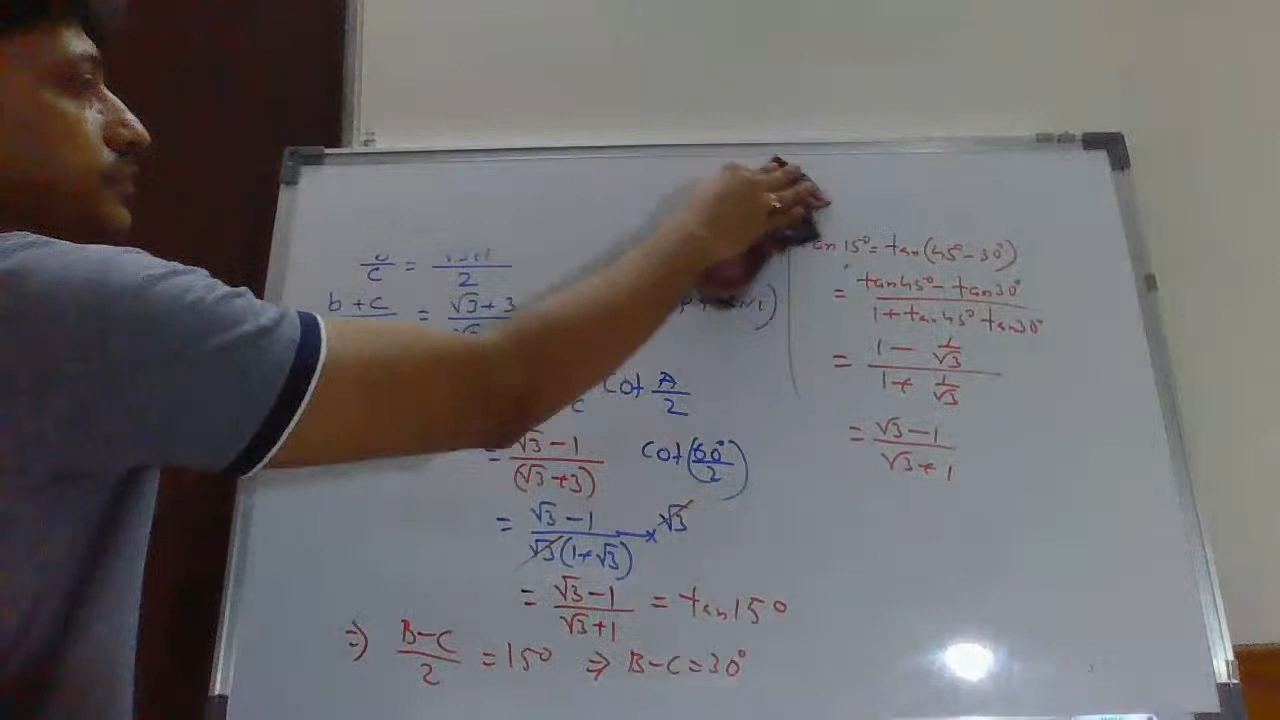 c = 2
b + c = √3 + 3
cot A/2
= √3 - 1 / (√3 + 3) cot (60°/2)
= √3 - 1 / √3 (1 + √3) × √3
= √3 - 1 / √3 + 1 = tan 15°
⇒ B - C / 2 = 15° ⇒ B - C = 30°
15° = tan (45° - 30°)
= tan 45° - tan 30° / 1 + tan 45° tan 30°
= 1 - 1/√3 / 1 + 1/√3
= √3 - 1 / √3 + 1